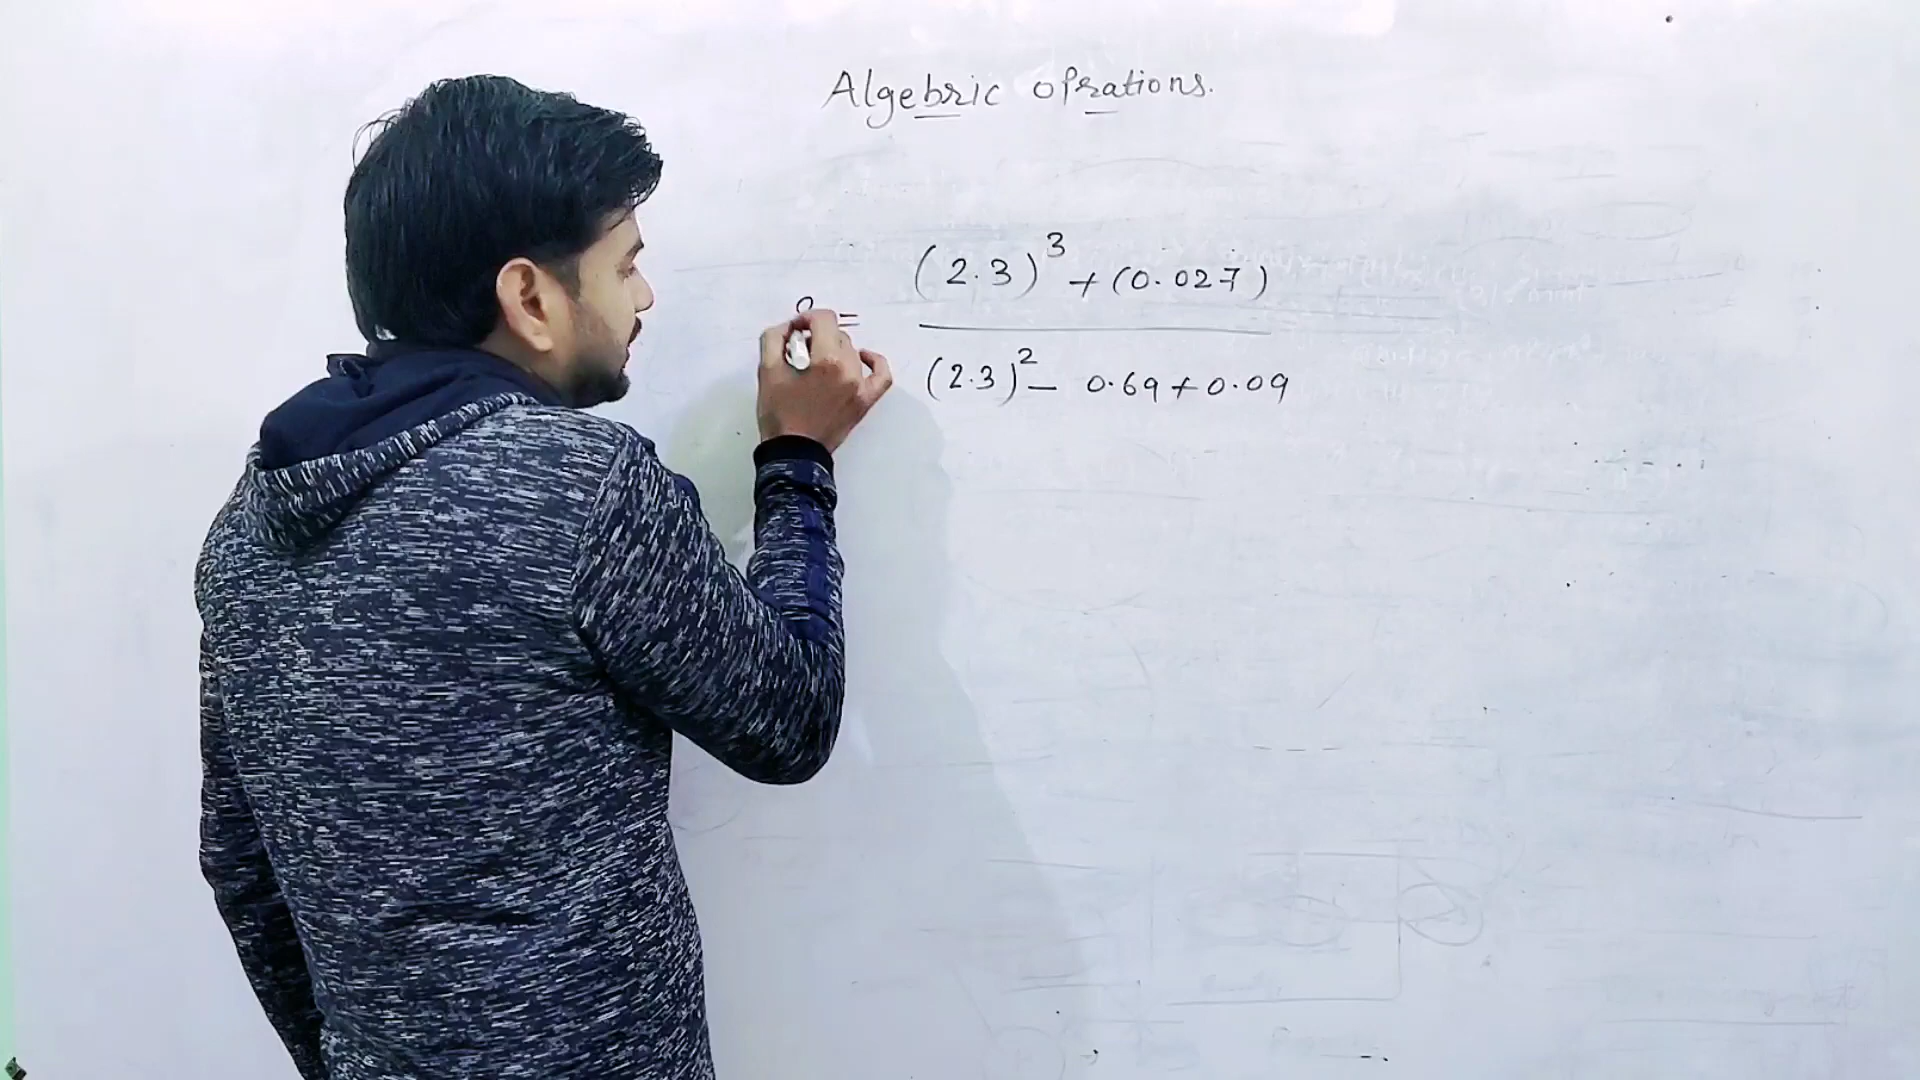 Algebric oprations.
(2.3)³ + (0.027)
=
(2.3)² - 0.69 + 0.09